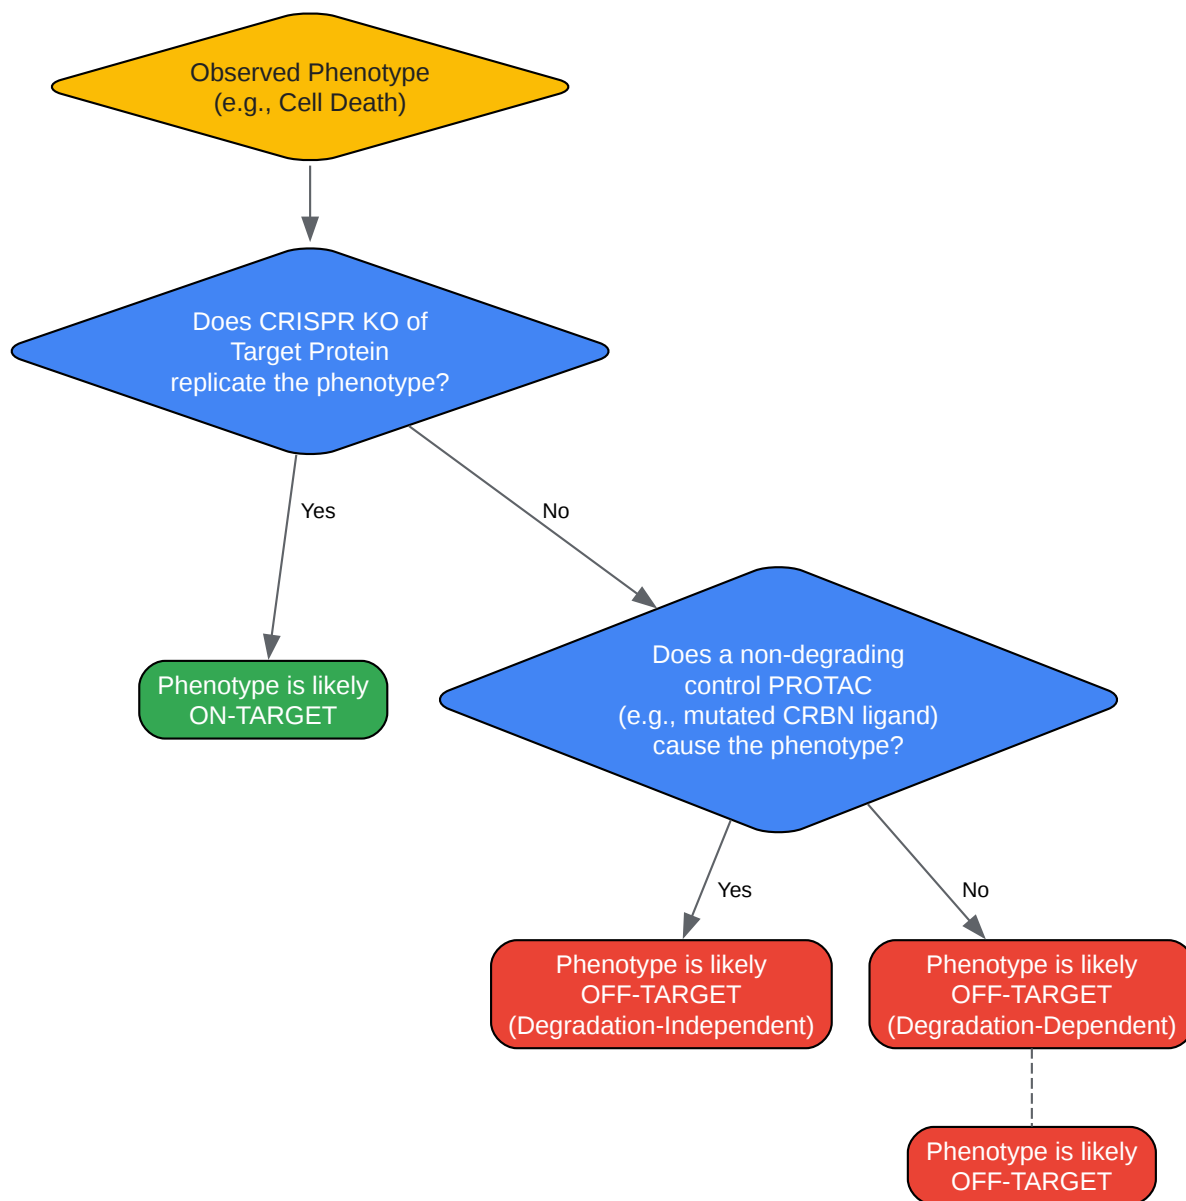 Observed Phenotype
(e.g., Cell Death)
Does CRISPR KO of
Target Protein
replicate the phenotype?
Yes
No
Phenotype is likely
ON-TARGET
Does a non-degrading
control PROTAC
(e.g., mutated CRBN ligand)
cause the phenotype?
Yes
No
Phenotype is likely
OFF-TARGET
(Degradation-Independent)
Phenotype is likely
OFF-TARGET
(Degradation-Dependent)
Phenotype is likely
OFF-TARGET